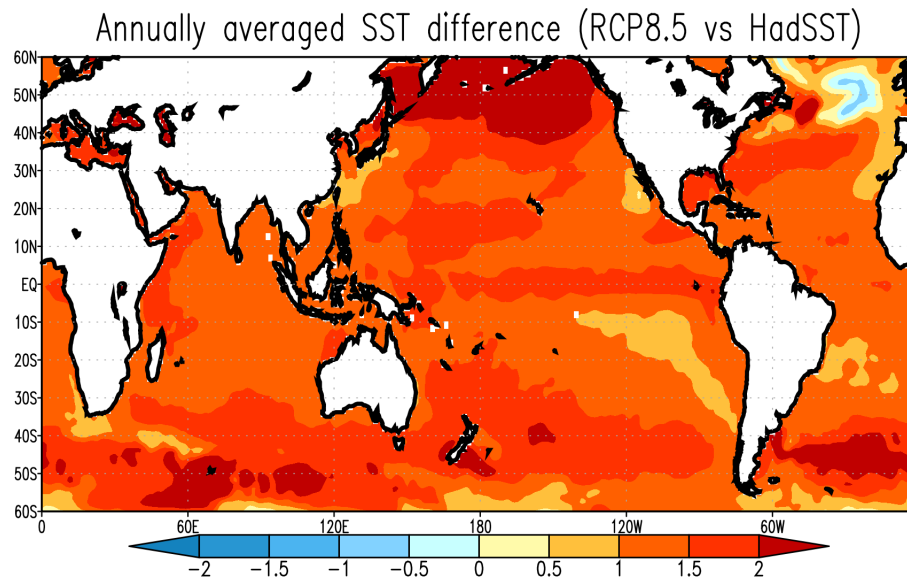 Annually averaged SST difference (RCP8.5 vs HadSST)
60N
50N
40N
30N
20N
10N
EQ
10S
20S
30S
40S
50S
60S
0 60E 120E 180 120W 60W
-2 -1.5 -1 -0.5 0 0.5 1 1.5 2